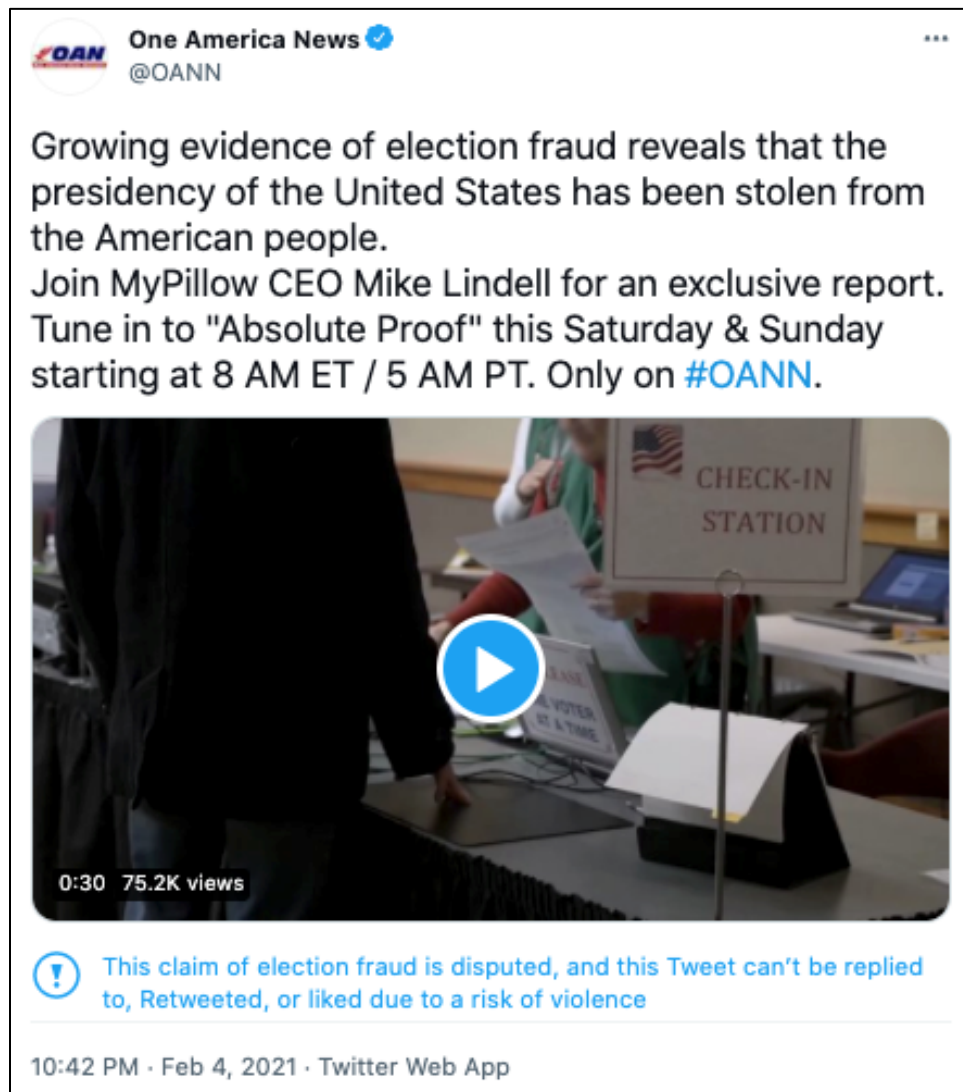 OAN
One America News
@OANN
Growing evidence of election fraud reveals that the
presidency of the United States has been stolen from
the American people.
Join MyPillow CEO Mike Lindell for an exclusive report.
Tune in to "Absolute Proof" this Saturday & Sunday
starting at 8 AM ET / 5 AM PT. Only on #OANN.
CHECK-IN
STATION
VOTER
AT A TIME
0:30 75.2K views
This claim of election fraud is disputed, and this Tweet can't be replied
to, Retweeted, or liked due to a risk of violence
10:42 PM · Feb 4, 2021 · Twitter Web App